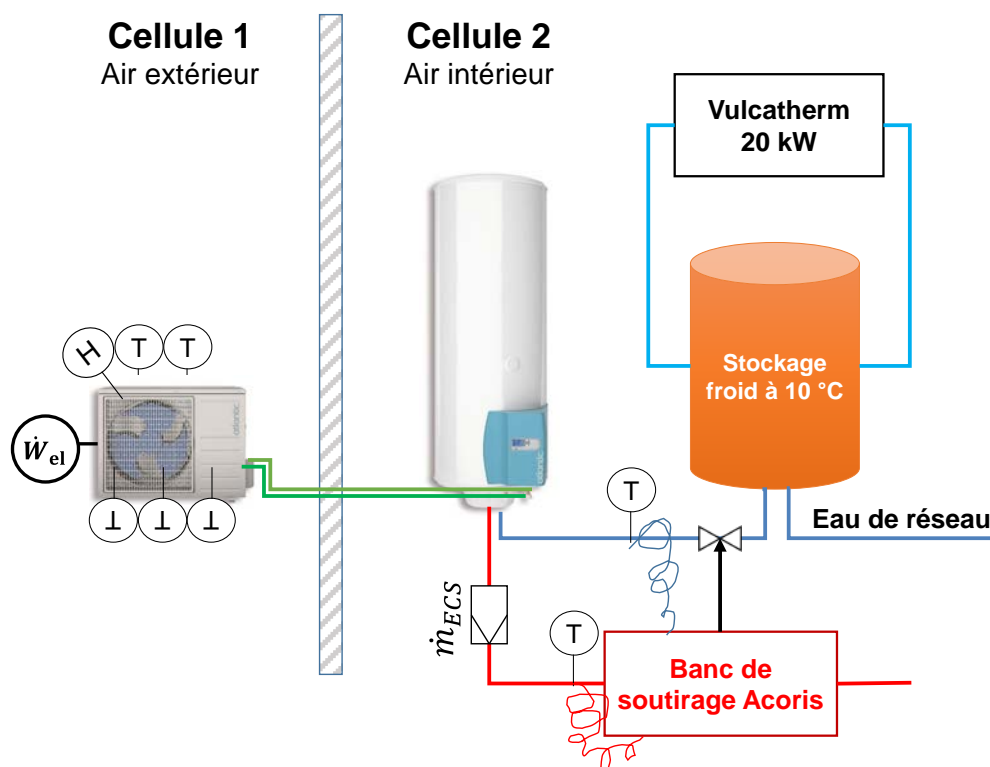 Cellule 1
Air extérieur
Cellule 2
Air intérieur
Vulcatherm
20 kW
Stockage
froid à 10 °C
H
T
T
Ẇel
T
T
T
T
Eau de réseau
ṁECS
T
Banc de
soutirage Acoris
atlantic